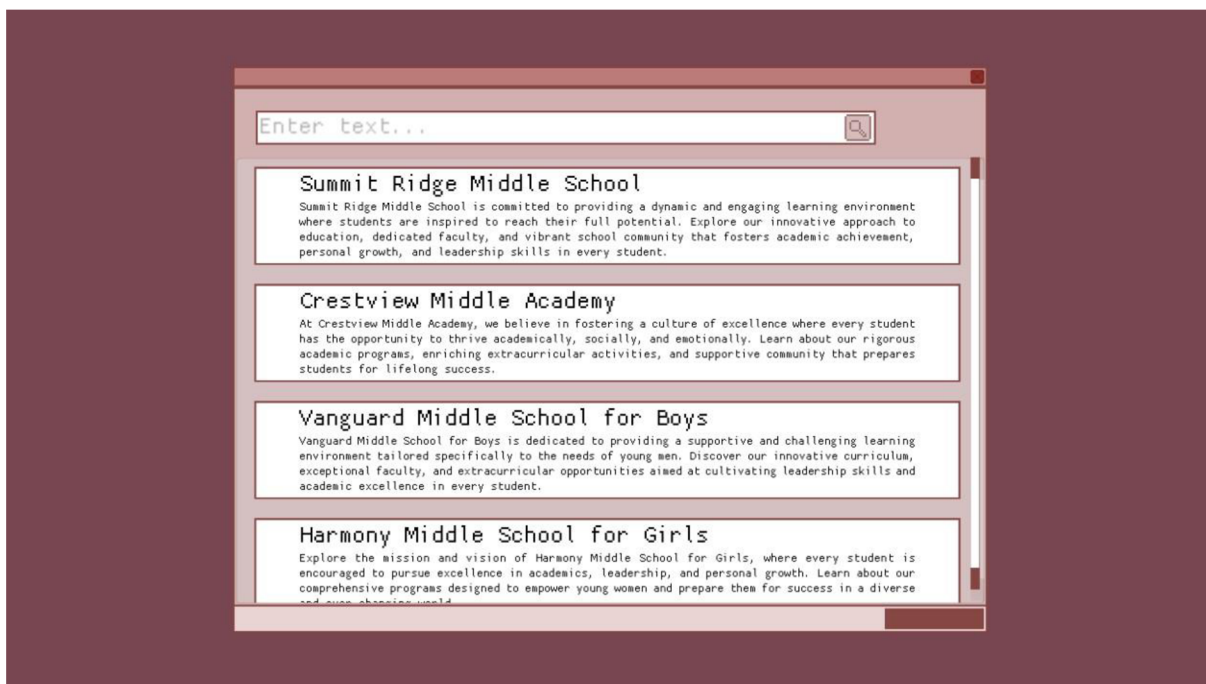 Enter text...
Summit Ridge Middle School
Summit Ridge Middle School is committed to providing a dynamic and engaging learning environment
where students are inspired to reach their full potential. Explore our innovative approach to
education, dedicated faculty, and vibrant school community that fosters academic achievement,
personal growth, and leadership skills in every student.
Crestview Middle Academy
At Crestview Middle Academy, we believe in fostering a culture of excellence where every student
has the opportunity to thrive academically, socially, and emotionally. Learn about our rigorous
academic programs, enriching extracurricular activities, and supportive community that prepares
students for lifelong success.
Vanguard Middle School for Boys
Vanguard Middle School for Boys is dedicated to providing a supportive and challenging learning
environment tailored specifically to the needs of young men. Discover our innovative curriculum,
exceptional faculty, and extracurricular opportunities aimed at cultivating leadership skills and
academic excellence in every student.
Harmony Middle School for Girls
Explore the mission and vision of Harmony Middle School for Girls, where every student is
encouraged to pursue excellence in academics, leadership, and personal growth. Learn about our
comprehensive programs designed to empower young women and prepare them for success in a diverse